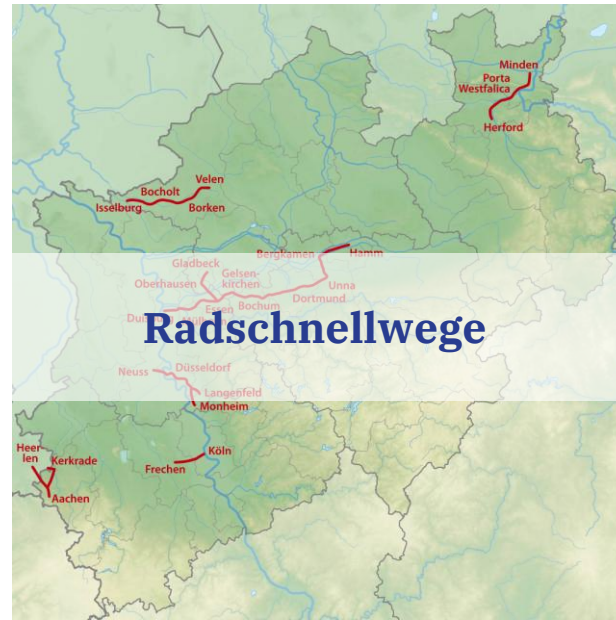 Minden
Porta
Westfalica
Herford
Velen
Bocholt
Isselburg
Borken
Bergkamen
Hamm
Gladbeck
Oberhausen
Gelsen-
kirchen
Unna
Essen
Bochum
Dortmund
Radschnellwege
Neuss
Düsseldorf
Langenfeld
Monheim
Köln
Frechen
Heer-
len
Kerkrade
Aachen